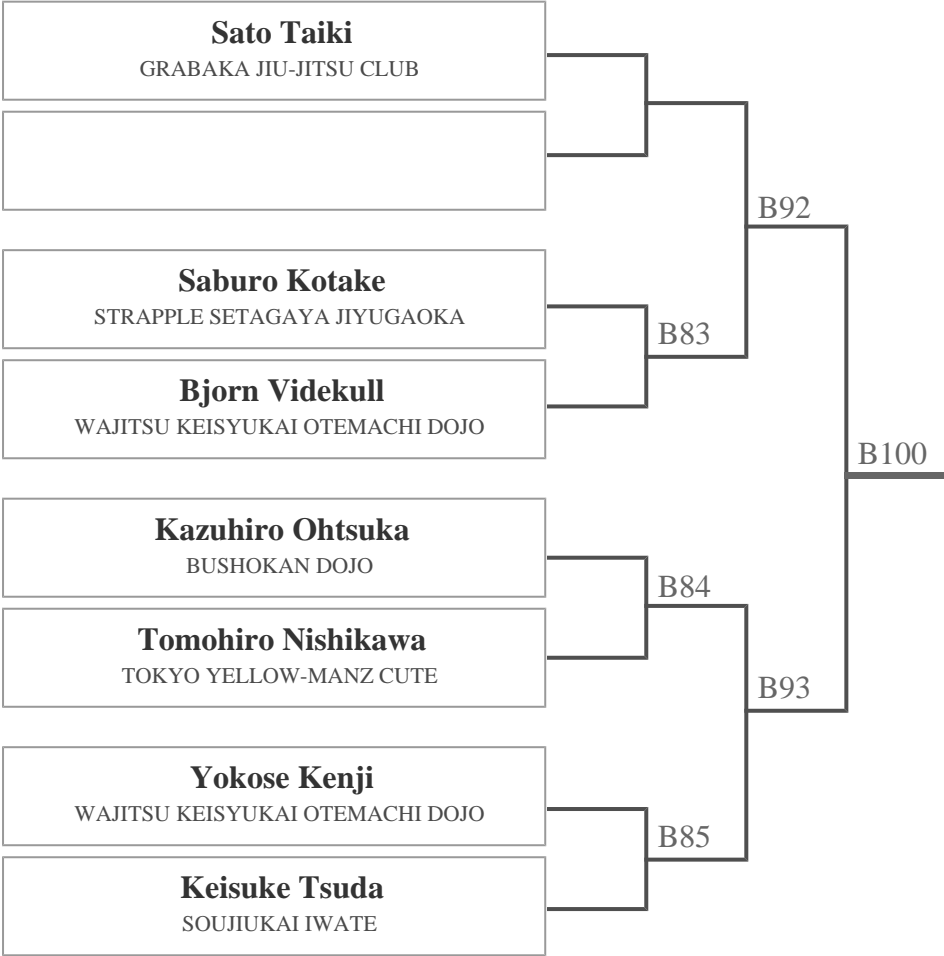 Sato Taiki
GRABAKA JIU-JITSU CLUB
B92
Saburo Kotake
STRAPPLE SETAGAYA JIYUGAOKA
B83
Bjorn Videkull
WAJITSU KEISYUKAI OTEMACHI DOJO
B100
Kazuhiro Ohtsuka
BUSHOKAN DOJO
B84
Tomohiro Nishikawa
TOKYO YELLOW-MANZ CUTE
B93
Yokose Kenji
WAJITSU KEISYUKAI OTEMACHI DOJO
B85
Keisuke Tsuda
SOUJIUKAI IWATE